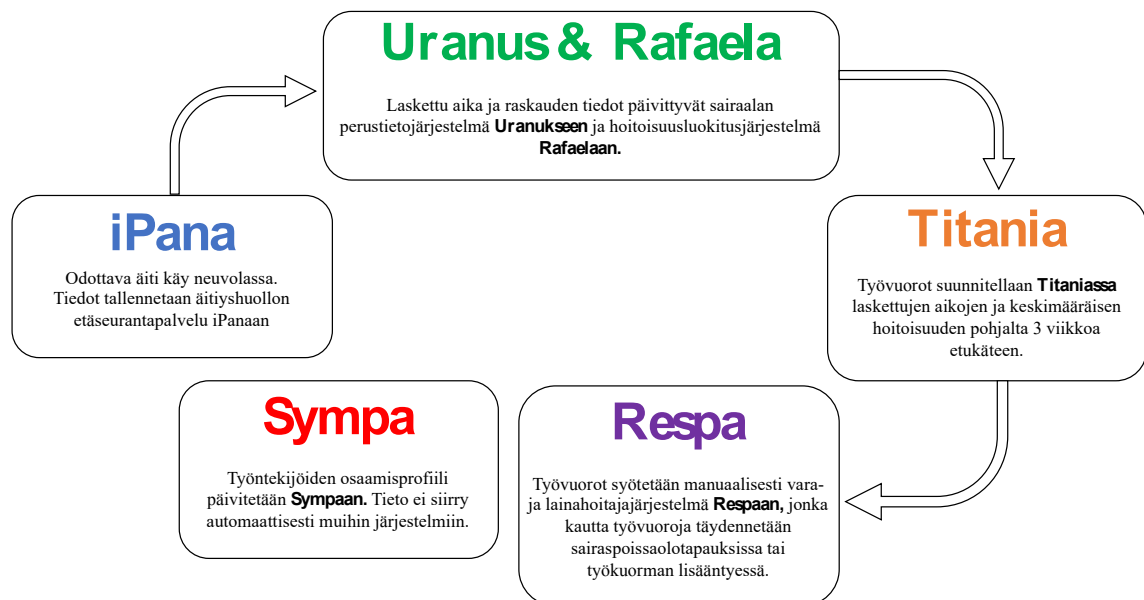 Uranus & Rafaela
Laskettu aika ja raskauden tiedot päivittyvät sairaalan
perustietojärjestelmä Uranukseen ja hoitoisuusluokitusjärjestelmä
Rafaelaan.
iPana
Odottava äiti käy neuvolassa.
Tiedot tallennetaan äitiyshuollon
etäseurantapalvelu iPanaan
Titania
Työvuorot suunnitellaan Titaniassa
laskettujen aikojen ja keskimääräisen
hoitoisuuden pohjalta 3 viikkoa
etukäteen.
Sympa
Työntekijöiden osaamisprofiili
päivitetään Sympaan. Tieto ei siirry
automaattisesti muihin järjestelmiin.
Respa
Työvuorot syötetään manuaalisesti vara-
ja lainahoitajajärjestelmä Respaan, jonka
kautta työvuoroja täydennetään
sairaspoissaolotapauksissa tai
työkuorman lisääntyessä.